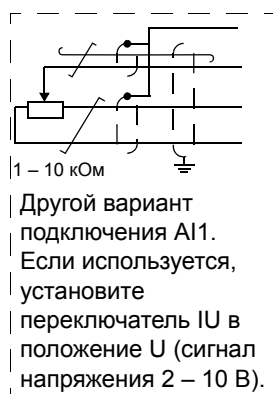 1 – 10 кОм
Другой вариант
подключения AI1.
Если используется,
установите
переключатель IU в
положение U (сигнал
напряжения 2 – 10 В).